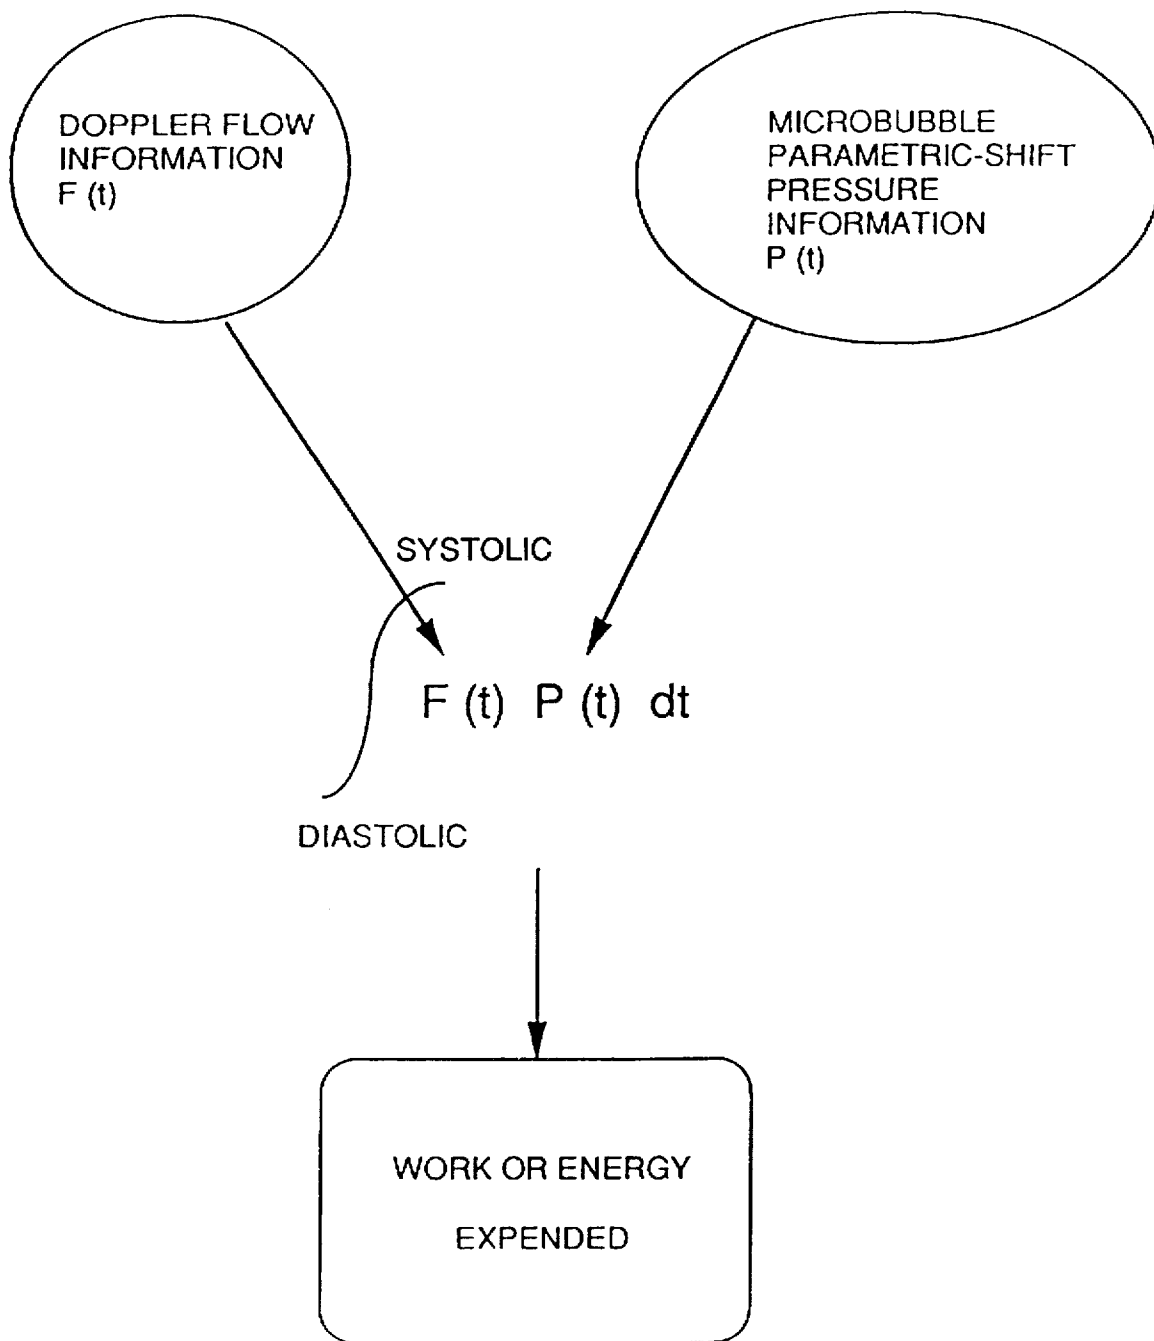 DOPPLER FLOW
INFORMATION
F (t)
MICROBUBBLE
PARAMETRIC-SHIFT
PRESSURE
INFORMATION
P (t)
SYSTOLIC
F (t) P (t) dt
DIASTOLIC
WORK OR ENERGY
EXPENDED